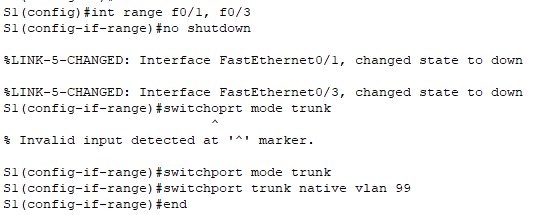 S1(config)#int range f0/1, f0/3
S1(config-if-range)#no shutdown
%LINK-5-CHANGED: Interface FastEthernet0/1, changed state to down
%LINK-5-CHANGED: Interface FastEthernet0/3, changed state to down
S1(config-if-range)#switchoprt mode trunk
^
% Invalid input detected at '^' marker.
S1(config-if-range)#switchport mode trunk
S1(config-if-range)#switchport trunk native vlan 99
S1(config-if-range)#end